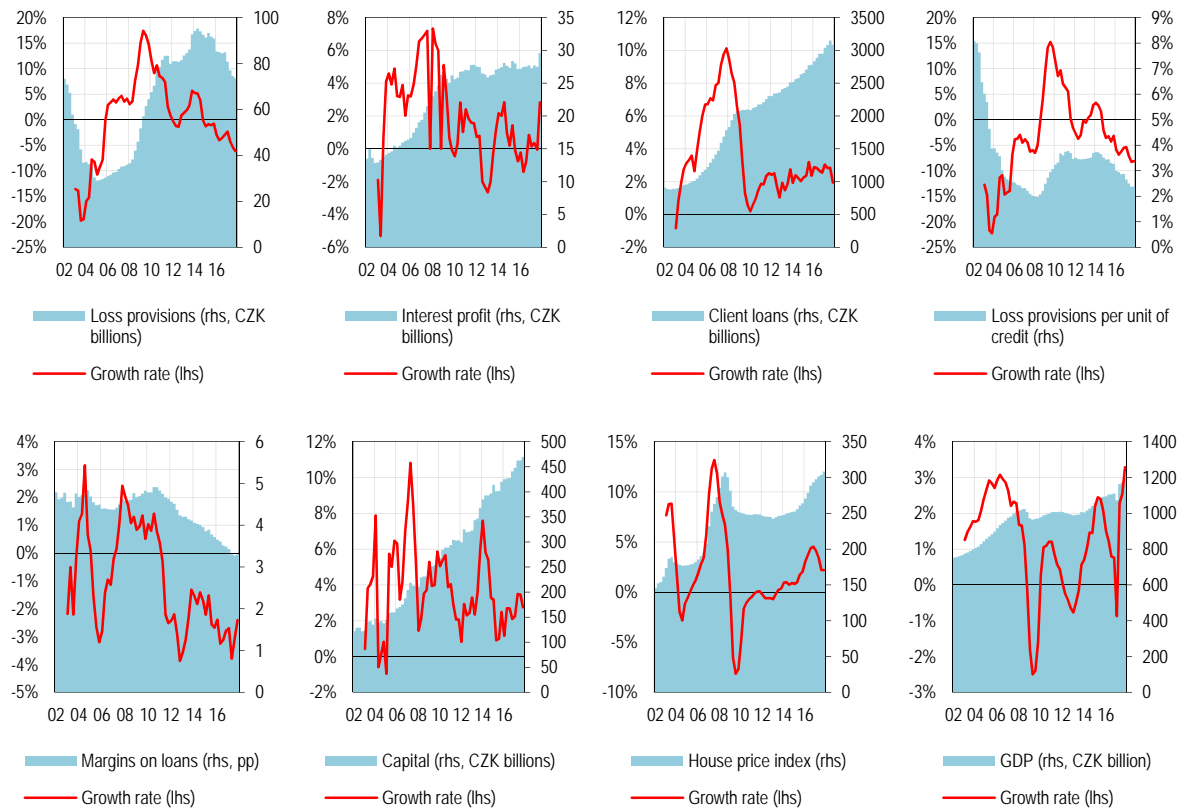 20% 100
15% 80
10%
5% 60
0%
-5% 40
-10%
-15% 20
-20%
-25% 0
02 04 06 08 10 12 14 16
Loss provisions (rhs, CZK
billions)
Growth rate (lhs)
8% 35
6% 30
4% 25
2% 20
0% 15
-2% 10
-4% 5
-6% 0
02 04 06 08 10 12 14 16
Interest profit (rhs, CZK
billions)
Growth rate (lhs)
12% 3500
10% 3000
8% 2500
6% 2000
4% 1500
2% 1000
0% 500
-2% 0
02 04 06 08 10 12 14 16
Client loans (rhs, CZK
billions)
Growth rate (lhs)
20% 9%
15% 8%
10% 7%
5% 6%
0% 5%
-5% 4%
-10% 3%
-15% 2%
-20% 1%
-25% 0%
02 04 06 08 10 12 14 16
Loss provisions per unit of
credit (rhs)
Growth rate (lhs)
4% 6
3% 5
2%
1% 4
0% 3
-1%
-2% 2
-3%
-4% 1
-5% 0
02 04 06 08 10 12 14 16
Margins on loans (rhs, pp)
Growth rate (lhs)
12% 500
10% 450
8% 400
350
6% 300
250
4% 200
2% 150
100
0% 50
-2% 0
02 04 06 08 10 12 14 16
Capital (rhs, CZK billions)
Growth rate (lhs)
15% 350
10% 300
250
5% 200
0% 150
-5% 100
50
-10% 0
02 04 06 08 10 12 14 16
House price index (rhs)
Growth rate (lhs)
4% 1400
3% 1200
2% 1000
1% 800
0% 600
-1% 400
-2% 200
-3% 0
02 04 06 08 10 12 14 16
GDP (rhs, CZK billion)
Growth rate (lhs)